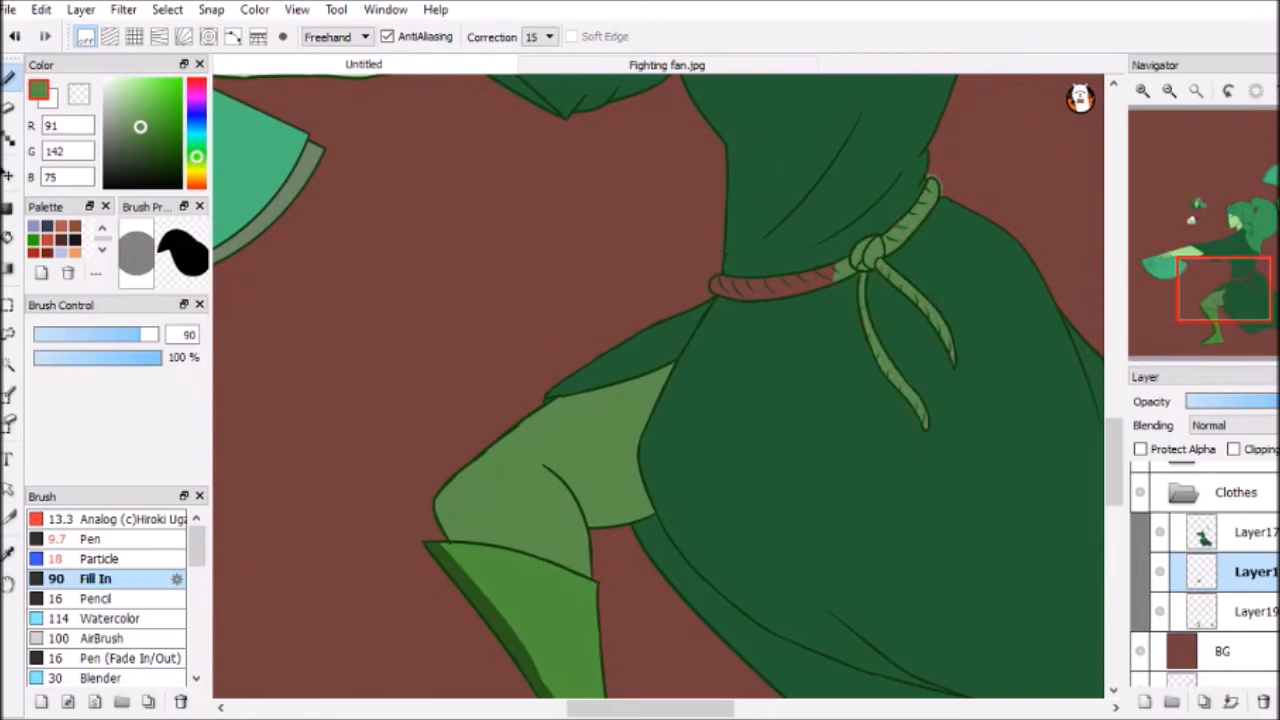 File Edit Layer Filter Select Snap Color View Tool Window Help
off Freehand AntiAliasing Correction 15 Soft Edge
Color
Untitled Fighting fan.jpg
Navigator
R 91
G 142
B 75
Palette Brush Pr...
Brush Control
90
100 %
Layer
Opacity
Blending Normal
Protect Alpha Clipping
Brush
13.3 Analog (c)Hiroki Uga
9.7 Pen
18 Particle
90 Fill In
16 Pencil
114 Watercolor
100 AirBrush
16 Pen (Fade In/Out)
30 Blender
Clothes
Layer17
Layer1
Layer19
BG